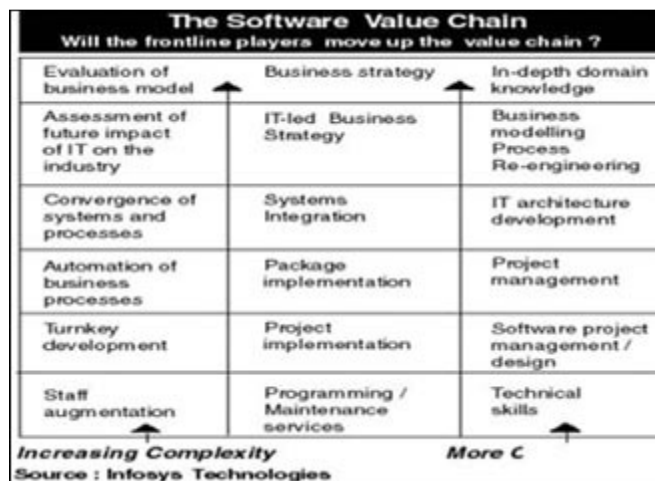 The Software Value Chain
Will the frontline players move up the value chain ?
Evaluation of
business model
Business strategy
In-depth domain
knowledge
Assessment of
future impact
of IT on the
industry
IT-led Business
Strategy
Business
modelling
Process
Re-engineering
Convergence of
systems and
processes
Systems
Integration
IT architecture
development
Automation of
business
processes
Package
implementation
Project
management
Turnkey
development
Project
implementation
Software project
management /
design
Staff
augmentation
Programming /
Maintenance
services
Technical
skills
Increasing Complexity
More C
Source : Infosys Technologies